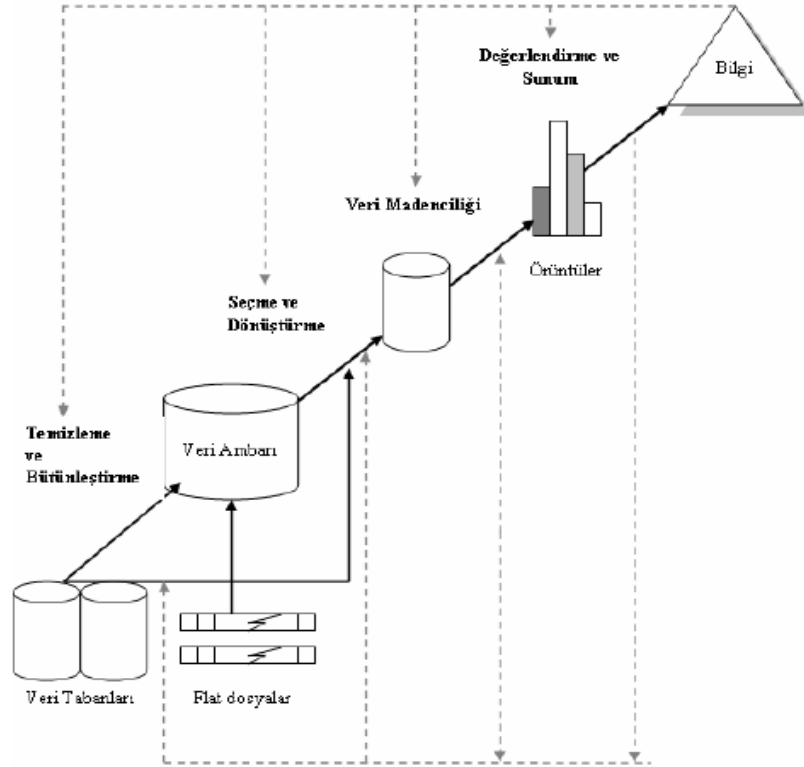 Değerlendirme ve
Sunum
Bilgi
Veri Madenciliği
Örüntüler
Seçme ve
Dönüştürme
Temizleme
ve
Bütünleştirme
Veri Ambarı
Veri Tabanları
Flat dosyalar